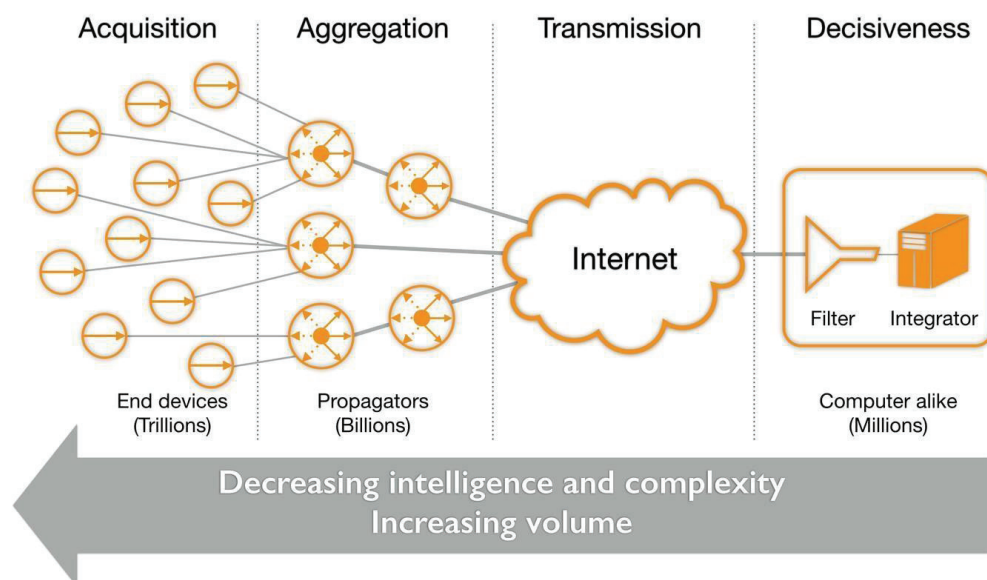 Acquisition
Aggregation
Transmission
Decisiveness
Internet
Filter
Integrator
End devices
(Trillions)
Propagators
(Billions)
Computer alike
(Millions)
Decreasing intelligence and complexity
Increasing volume